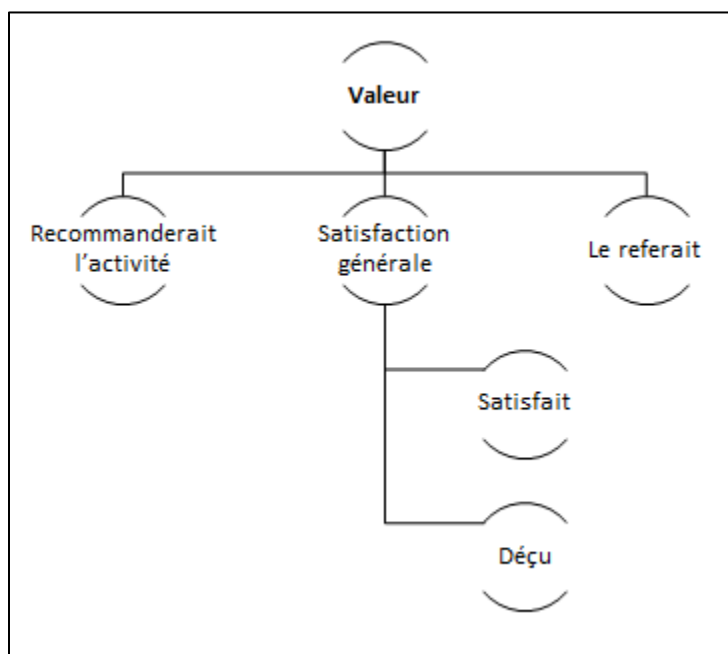 Valeur
Recommanderait
l'activité
Satisfaction
générale
Le referait
Satisfait
Déçu